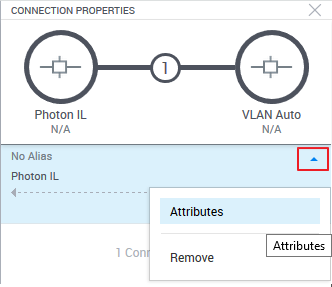 CONNECTION PROPERTIES
1
Photon IL
N/A
VLAN Auto
N/A
No Alias
Photon IL
Attributes
Attributes
1 Conn
Remove